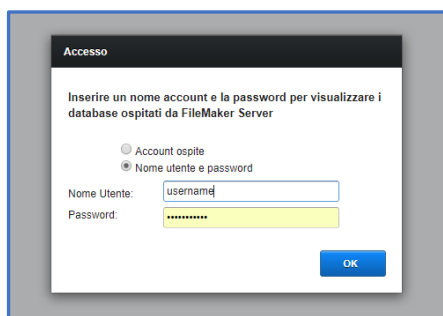 Accesso
Inserire un nome account e la password per visualizzare i
database ospitati da FileMaker Server
Account ospite
Nome utente e password
Nome Utente: username
Password: •••••••••••
OK